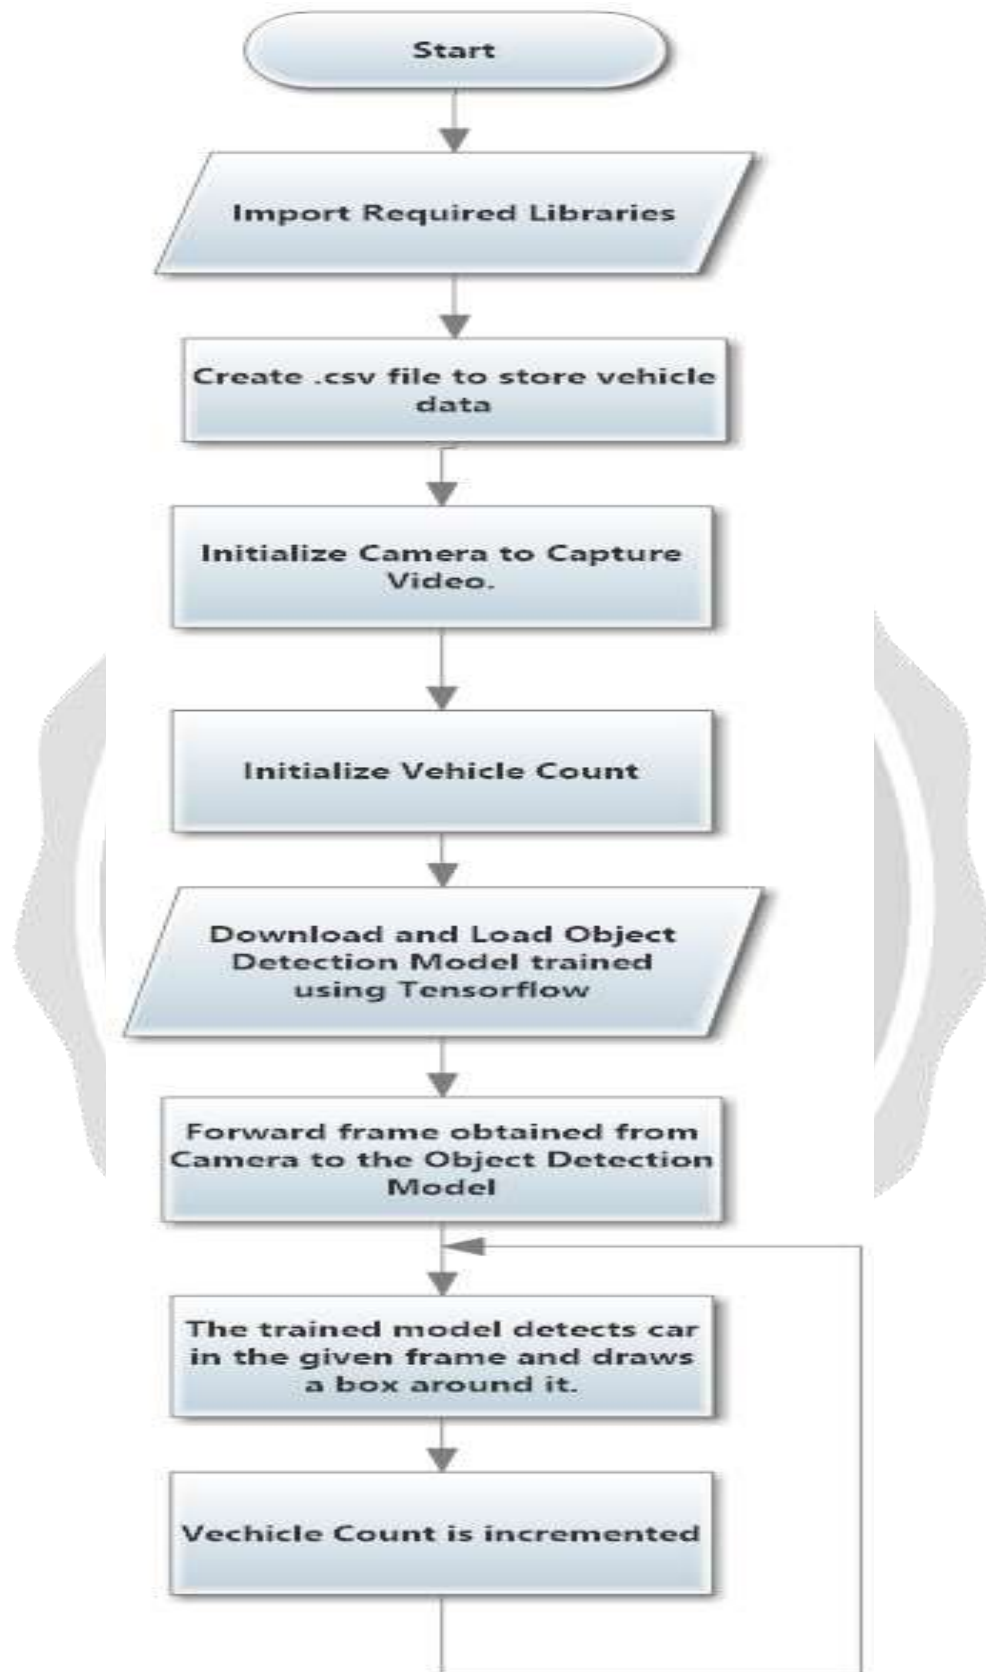 Start
Import Required Libraries
Create .csv file to store vehicle
data
Initialize Camera to Capture
Video.
Initialize Vehicle Count
Download and Load Object
Detection Model trained
using Tensorflow
Forward frame obtained from
Camera to the Object Detection
Model
The trained model detects car
in the given frame and draws
a box around it.
Vechicle Count is incremented